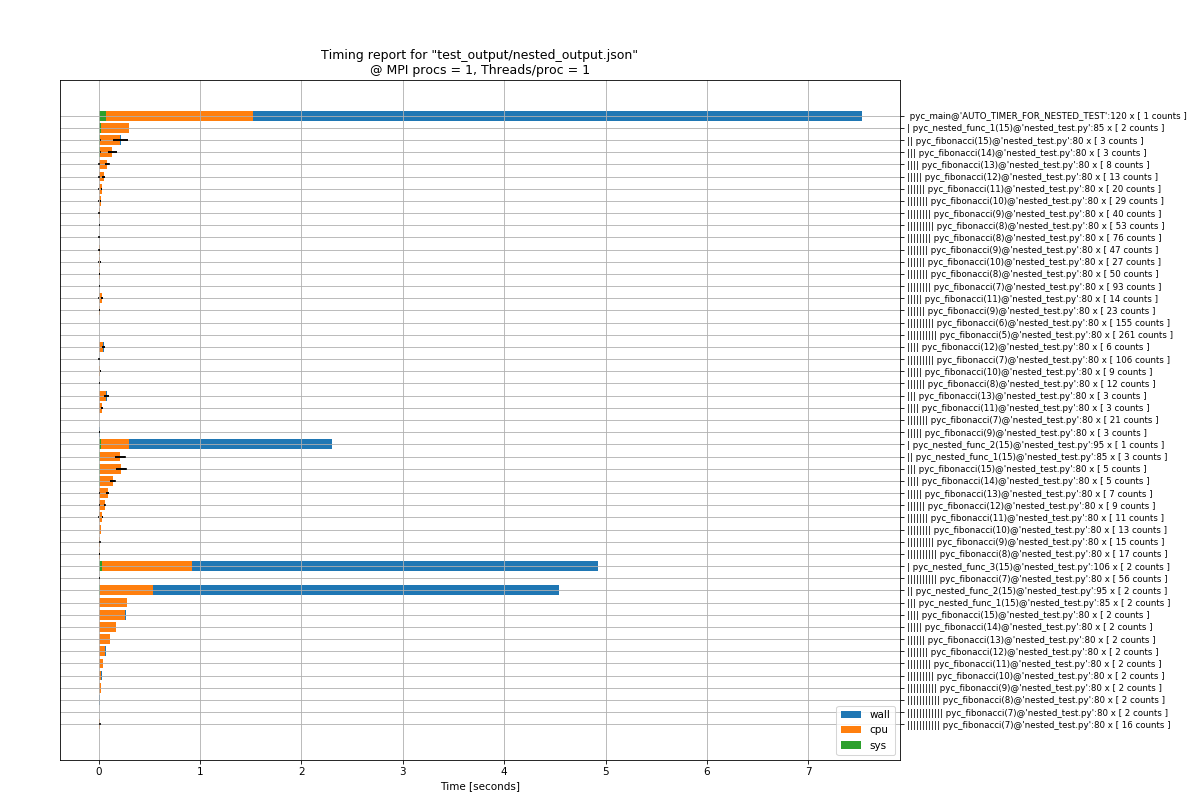 Timing report for "test_output/nested_output.json"
@ MPI procs = 1, Threads/proc = 1
pyc_main@'AUTO_TIMER_FOR_NESTED_TEST':120 x [ 1 counts ]
| pyc_nested_func_1(15)@'nested_test.py':85 x [ 2 counts ]
|| pyc_fibonacci(15)@'nested_test.py':80 x [ 3 counts ]
||| pyc_fibonacci(14)@'nested_test.py':80 x [ 3 counts ]
|||| pyc_fibonacci(13)@'nested_test.py':80 x [ 8 counts ]
||||| pyc_fibonacci(12)@'nested_test.py':80 x [ 13 counts ]
|||||| pyc_fibonacci(11)@'nested_test.py':80 x [ 20 counts ]
||||||| pyc_fibonacci(10)@'nested_test.py':80 x [ 29 counts ]
|||||||| pyc_fibonacci(9)@'nested_test.py':80 x [ 40 counts ]
||||||||| pyc_fibonacci(8)@'nested_test.py':80 x [ 53 counts ]
|||||||| pyc_fibonacci(8)@'nested_test.py':80 x [ 76 counts ]
||||||| pyc_fibonacci(9)@'nested_test.py':80 x [ 47 counts ]
|||||| pyc_fibonacci(10)@'nested_test.py':80 x [ 27 counts ]
||||||| pyc_fibonacci(8)@'nested_test.py':80 x [ 50 counts ]
|||||||| pyc_fibonacci(7)@'nested_test.py':80 x [ 93 counts ]
||||| pyc_fibonacci(11)@'nested_test.py':80 x [ 14 counts ]
|||||| pyc_fibonacci(9)@'nested_test.py':80 x [ 23 counts ]
||||||||| pyc_fibonacci(6)@'nested_test.py':80 x [ 155 counts ]
|||||||||| pyc_fibonacci(5)@'nested_test.py':80 x [ 261 counts ]
|||| pyc_fibonacci(12)@'nested_test.py':80 x [ 6 counts ]
||||||||| pyc_fibonacci(7)@'nested_test.py':80 x [ 106 counts ]
||||| pyc_fibonacci(10)@'nested_test.py':80 x [ 9 counts ]
|||||| pyc_fibonacci(8)@'nested_test.py':80 x [ 12 counts ]
||| pyc_fibonacci(13)@'nested_test.py':80 x [ 3 counts ]
|||| pyc_fibonacci(11)@'nested_test.py':80 x [ 3 counts ]
||||||| pyc_fibonacci(7)@'nested_test.py':80 x [ 21 counts ]
||||| pyc_fibonacci(9)@'nested_test.py':80 x [ 3 counts ]
| pyc_nested_func_2(15)@'nested_test.py':95 x [ 1 counts ]
|| pyc_nested_func_1(15)@'nested_test.py':85 x [ 3 counts ]
||| pyc_fibonacci(15)@'nested_test.py':80 x [ 5 counts ]
|||| pyc_fibonacci(14)@'nested_test.py':80 x [ 5 counts ]
||||| pyc_fibonacci(13)@'nested_test.py':80 x [ 7 counts ]
|||||| pyc_fibonacci(12)@'nested_test.py':80 x [ 9 counts ]
||||||| pyc_fibonacci(11)@'nested_test.py':80 x [ 11 counts ]
|||||||| pyc_fibonacci(10)@'nested_test.py':80 x [ 13 counts ]
||||||||| pyc_fibonacci(9)@'nested_test.py':80 x [ 15 counts ]
|||||||||| pyc_fibonacci(8)@'nested_test.py':80 x [ 17 counts ]
| pyc_nested_func_3(15)@'nested_test.py':106 x [ 2 counts ]
|||||||||| pyc_fibonacci(7)@'nested_test.py':80 x [ 56 counts ]
|| pyc_nested_func_2(15)@'nested_test.py':95 x [ 2 counts ]
||| pyc_nested_func_1(15)@'nested_test.py':85 x [ 2 counts ]
|||| pyc_fibonacci(15)@'nested_test.py':80 x [ 2 counts ]
||||| pyc_fibonacci(14)@'nested_test.py':80 x [ 2 counts ]
|||||| pyc_fibonacci(13)@'nested_test.py':80 x [ 2 counts ]
||||||| pyc_fibonacci(12)@'nested_test.py':80 x [ 2 counts ]
|||||||| pyc_fibonacci(11)@'nested_test.py':80 x [ 2 counts ]
||||||||| pyc_fibonacci(10)@'nested_test.py':80 x [ 2 counts ]
|||||||||| pyc_fibonacci(9)@'nested_test.py':80 x [ 2 counts ]
||||||||||| pyc_fibonacci(8)@'nested_test.py':80 x [ 2 counts ]
|||||||||||| pyc_fibonacci(7)@'nested_test.py':80 x [ 2 counts ]
||||||||||| pyc_fibonacci(7)@'nested_test.py':80 x [ 16 counts ]
wall
cpu
sys
0 1 2 3 4 5 6 7
Time [seconds]